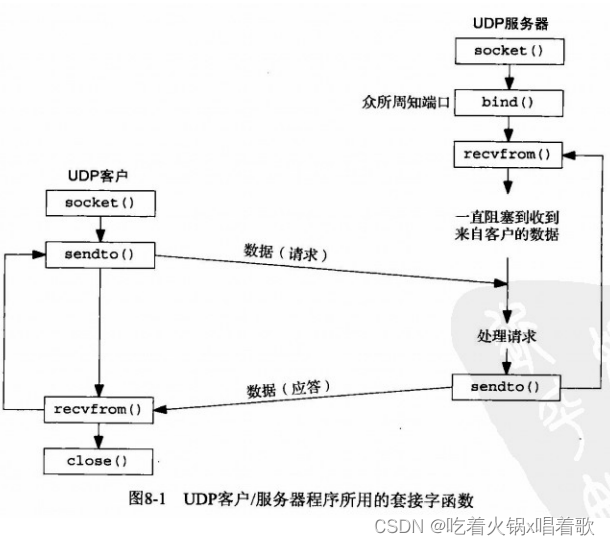 UDP服务器
socket()
众所周知端口
bind()
recvfrom()
UDP客户
socket()
一直阻塞到收到
来自客户的数据
sendto()
数据（请求）
处理请求
数据（应答）
sendto()
recvfrom()
close()
图8-1 UDP客户/服务器程序所用的套接字函数
CSDN @吃着火锅x唱着歌